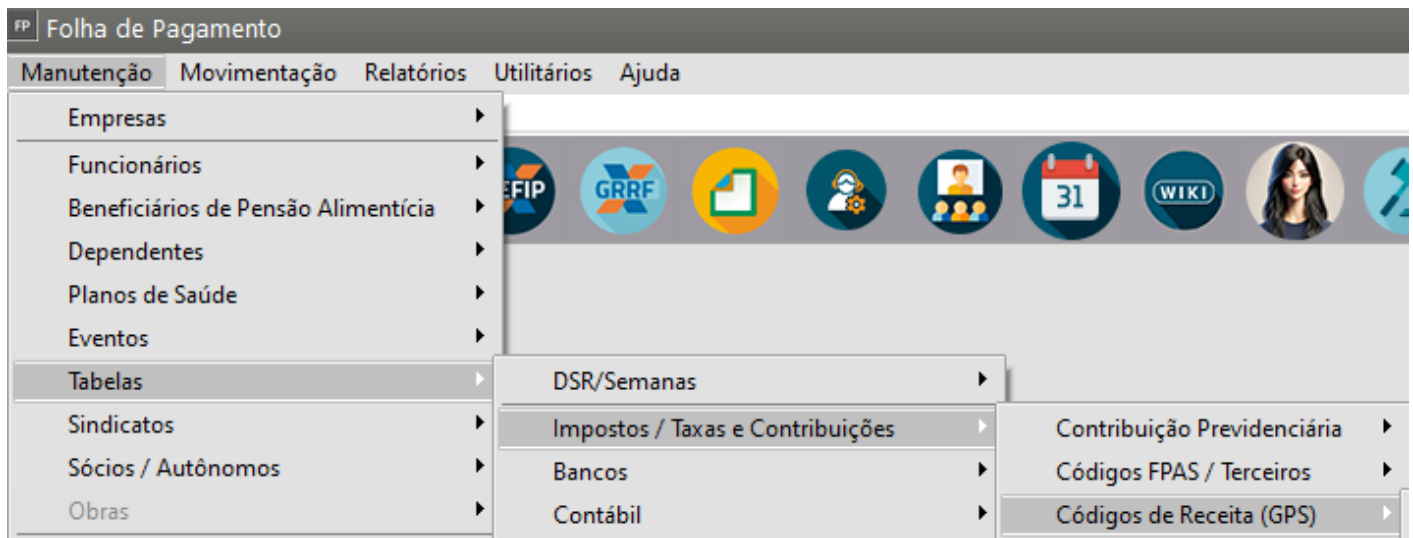 FP Folha de Pagamento
Manutenção Movimentação Relatórios Utilitários Ajuda
Empresas
Funcionários
EFIP GRRF 31 WIKI
Beneficiários de Pensão Alimentícia
Dependentes
Planos de Saúde
Eventos
Tabelas DSR/Semanas
Sindicatos Impostos / Taxas e Contribuições Contribuição Previdenciária
Sócios / Autônomos Bancos Códigos FPAS / Terceiros
Obras Contábil Códigos de Receita (GPS)